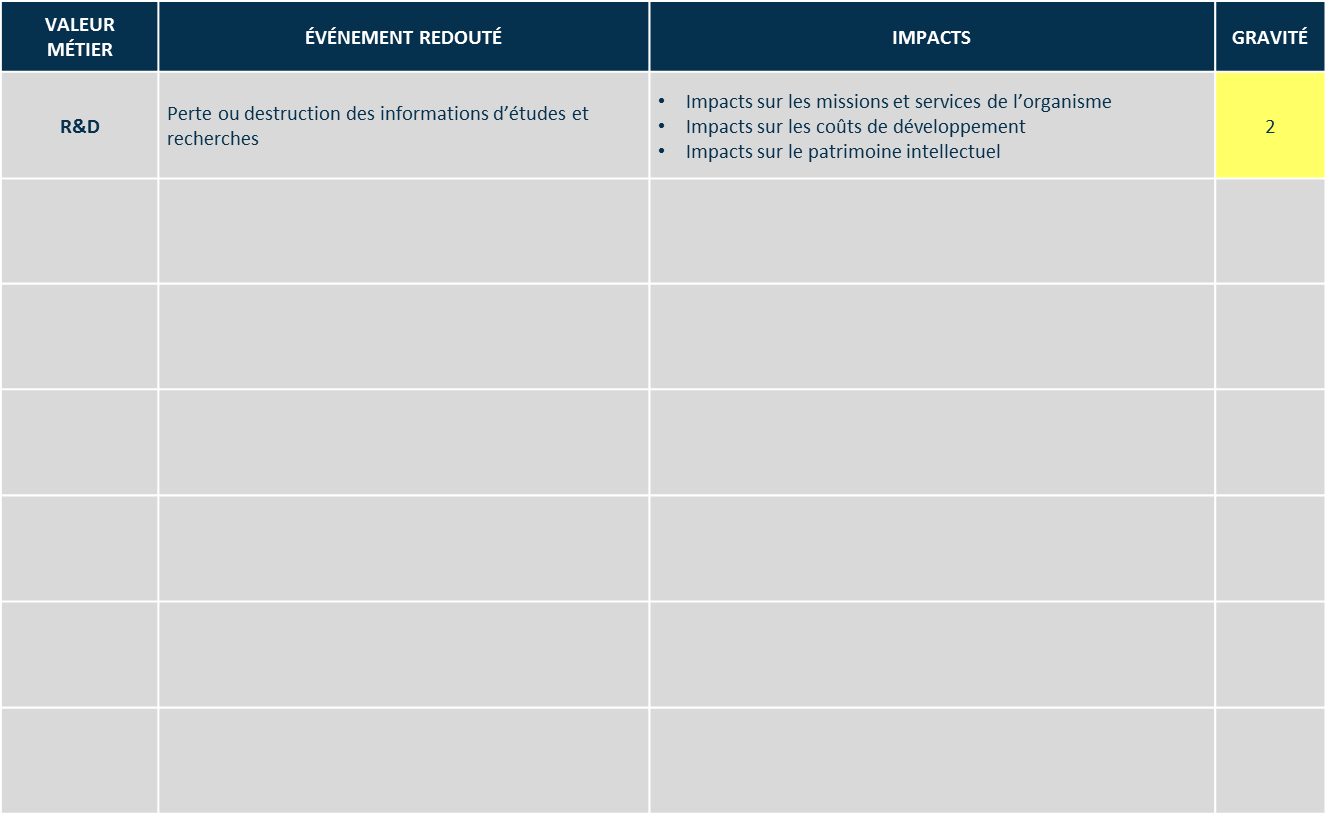 VALEUR
MÉTIER
ÉVÉNEMENT REDOUTÉ
IMPACTS
GRAVITÉ
R&D
Perte ou destruction des informations d’études et
recherches
• Impacts sur les missions et services de l’organisme
• Impacts sur les coûts de développement
• Impacts sur le patrimoine intellectuel
2